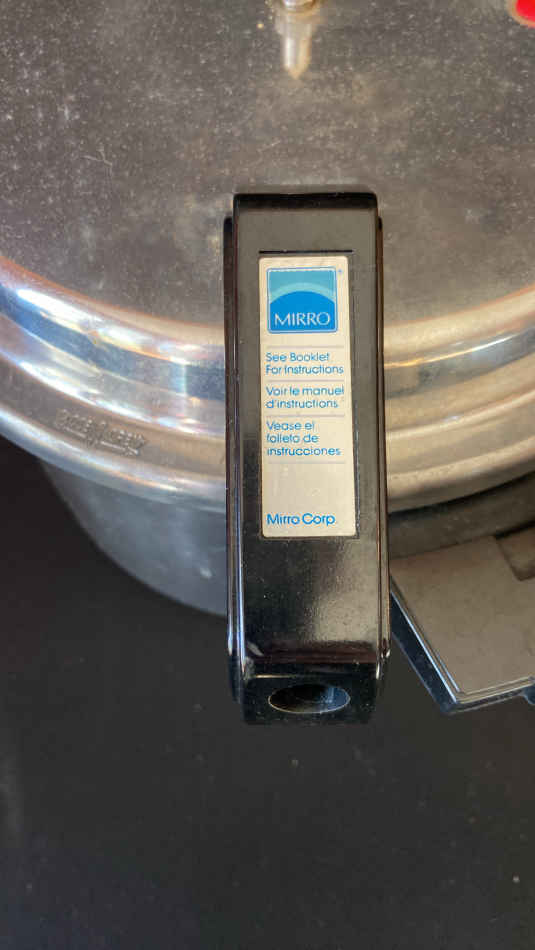 MIRRO
See Booklet
For Instructions
Voir le manuel
d'instructions
Vease el
folleto de
instrucciones
Mirro Corp.